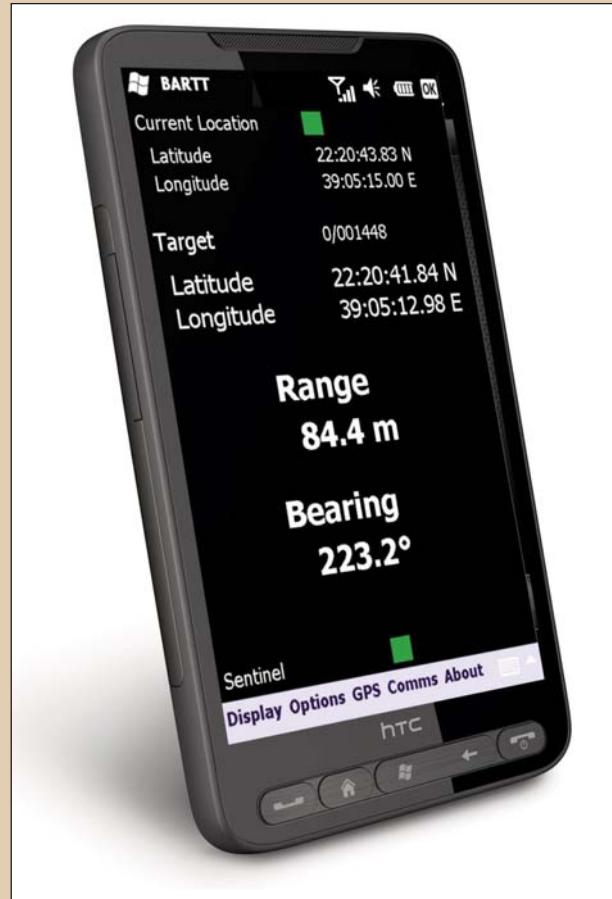 BARTT OK
Current Location
Latitude 22:20:43.83 N
Longitude 39:05:15.00 E
Target 0/001448
Latitude 22:20:41.84 N
Longitude 39:05:12.98 E
Range
84.4 m
Bearing
223.2°
Sentinel
Display Options GPS Comms About
hTC